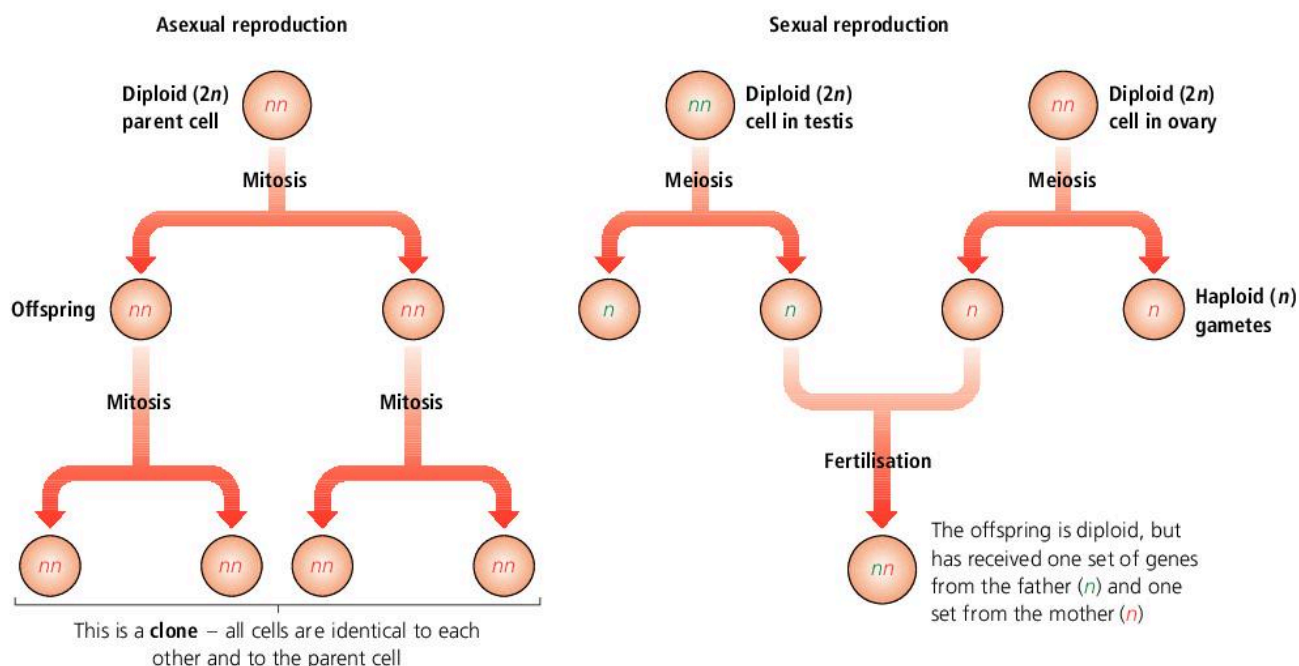 Asexual reproduction
Diploid (2n)
parent cell
nn
Mitosis
Offspring
nn
nn
Mitosis
Mitosis
nn
nn
nn
nn
This is a clone – all cells are identical to each
other and to the parent cell
Sexual reproduction
nn
Diploid (2n)
cell in testis
nn
Diploid (2n)
cell in ovary
Meiosis
Meiosis
n
n
n
n
Haploid (n)
gametes
Fertilisation
nn
The offspring is diploid, but
has received one set of genes
from the father (n) and one
set from the mother (n)